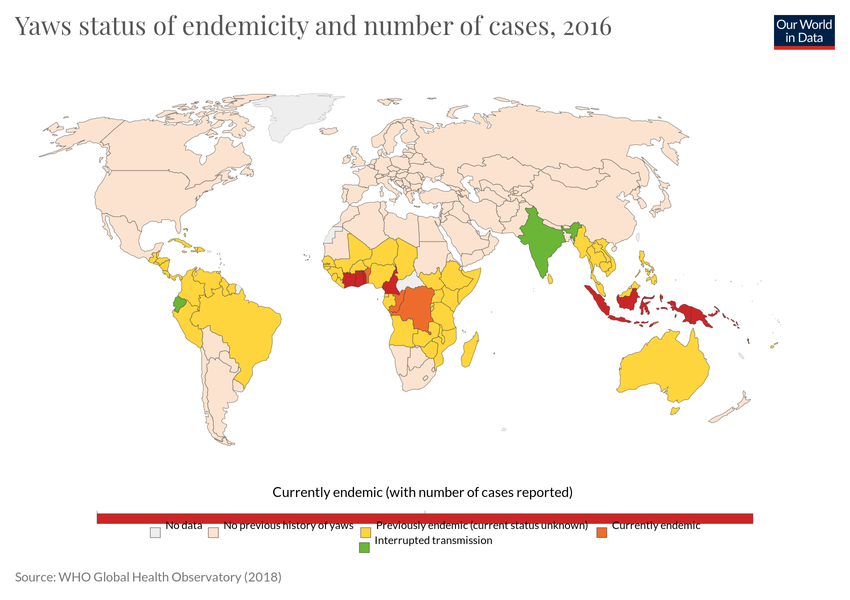 Yaws status of endemicity and number of cases, 2016
Our World
in Data
Currently endemic (with number of cases reported)
No data
No previous history of yaws
Previously endemic (current status unknown)
Currently endemic
Interrupted transmission
Source: WHO Global Health Observatory (2018)